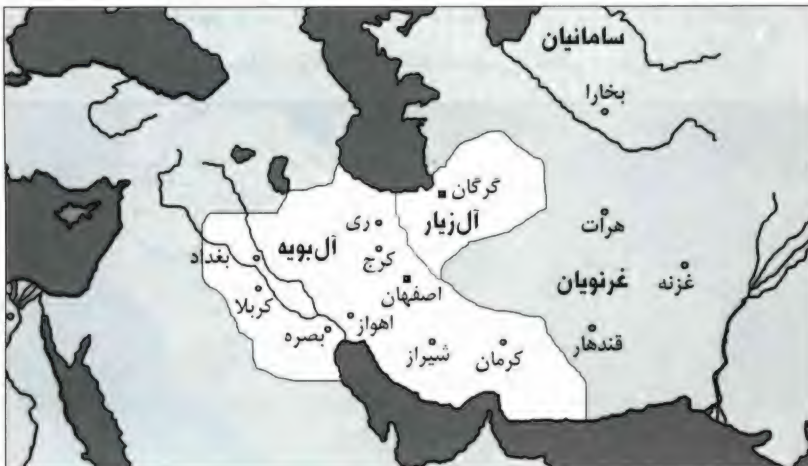 سامانیان
بخارا
گرگان
آل‌زیار
ری
آل‌بویه
کرج
بغداد
اصفهان
کربلا
اهواز
بصره
شیراز
کرمان
هرات
غزنه
غرنویان
قندهار